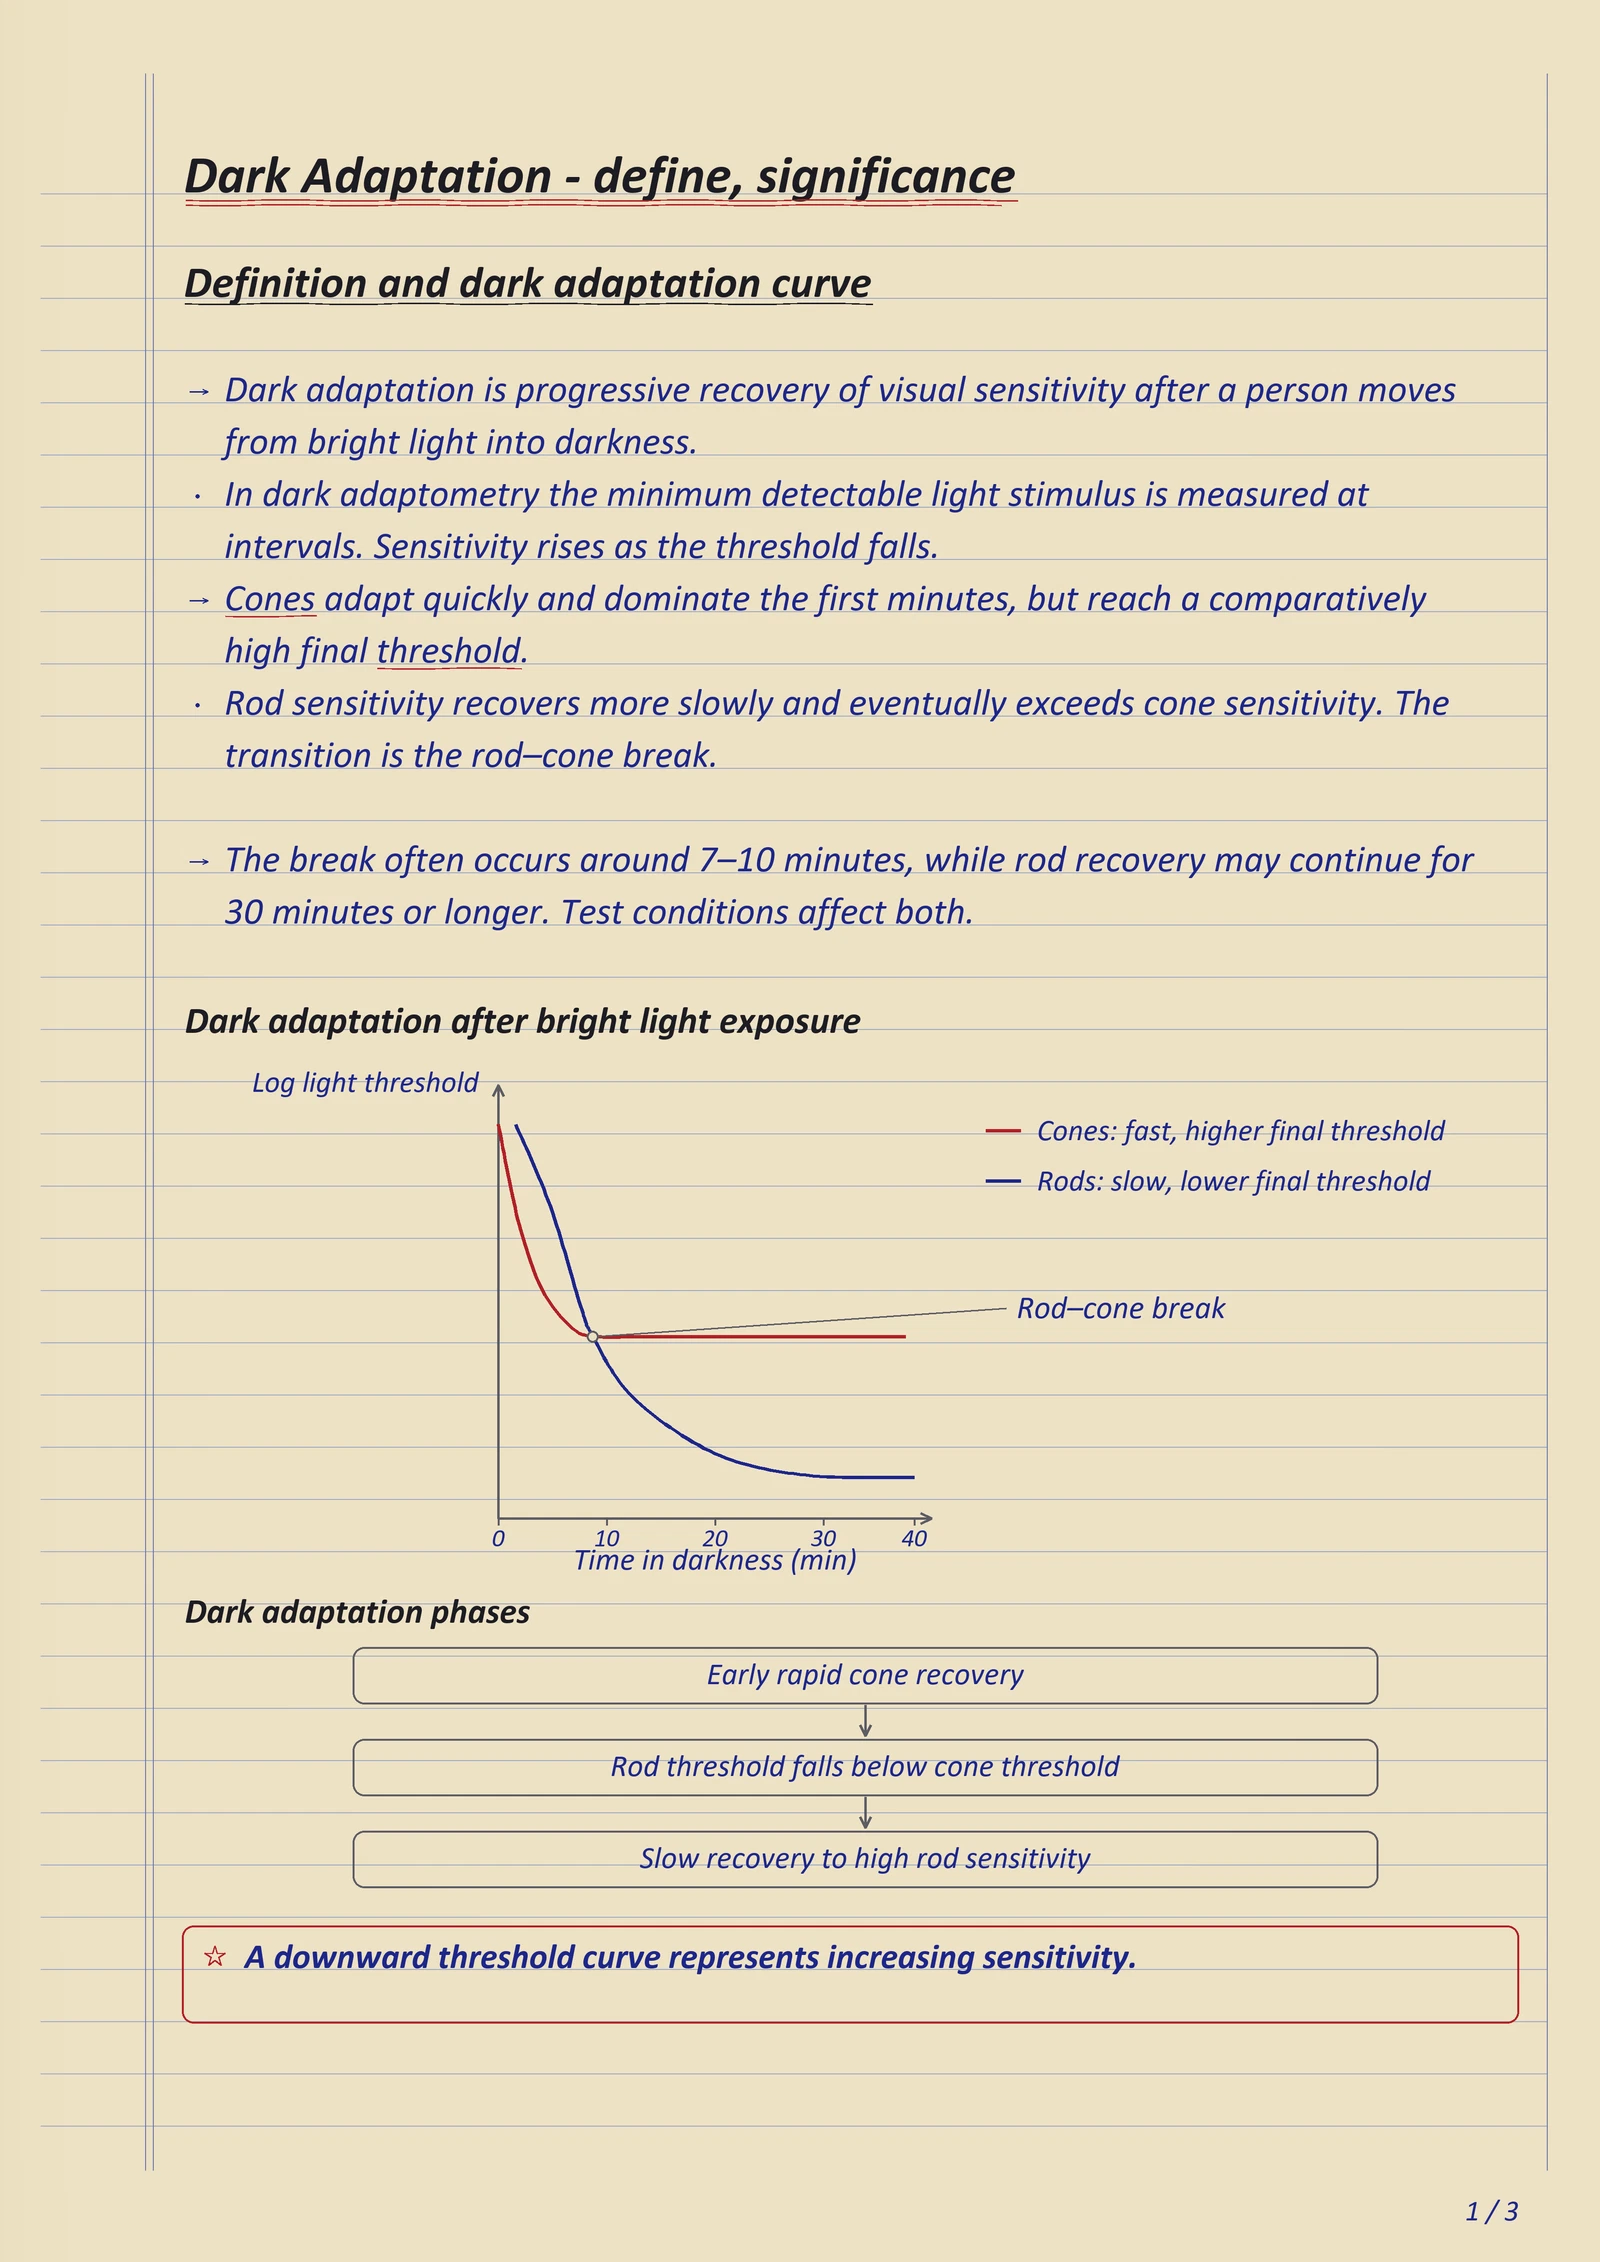 Dark Adaptation - define, significance
Definition and dark adaptation curve
→ Dark adaptation is progressive recovery of visual sensitivity after a person moves
from bright light into darkness.
· In dark adaptometry the minimum detectable light stimulus is measured at
intervals. Sensitivity rises as the threshold falls.
→ Cones adapt quickly and dominate the first minutes, but reach a comparatively
high final threshold.
· Rod sensitivity recovers more slowly and eventually exceeds cone sensitivity. The
transition is the rod–cone break.
→ The break often occurs around 7–10 minutes, while rod recovery may continue for
30 minutes or longer. Test conditions affect both.
Dark adaptation after bright light exposure
Log light threshold
Cones: fast, higher final threshold
Rods: slow, lower final threshold
Rod–cone break
0 10 20 30 40
Time in darkness (min)
Dark adaptation phases
Early rapid cone recovery
Rod threshold falls below cone threshold
Slow recovery to high rod sensitivity
☆ A downward threshold curve represents increasing sensitivity.
1 / 3